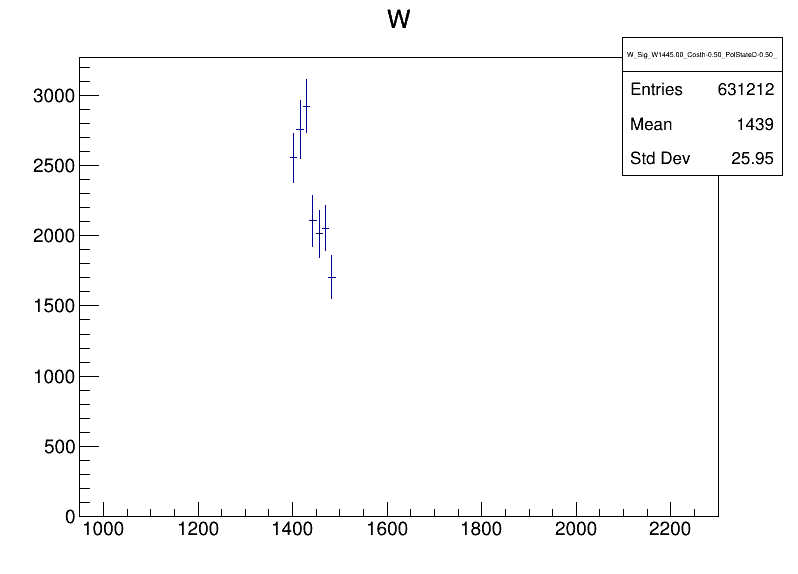 W
W_Sig_W1445.00_Costh-0.50_PolStateD-0.50_
Entries 631212
Mean 1439
Std Dev 25.95
3000
2500
2000
1500
1000
500
0
1000 1200 1400 1600 1800 2000 2200